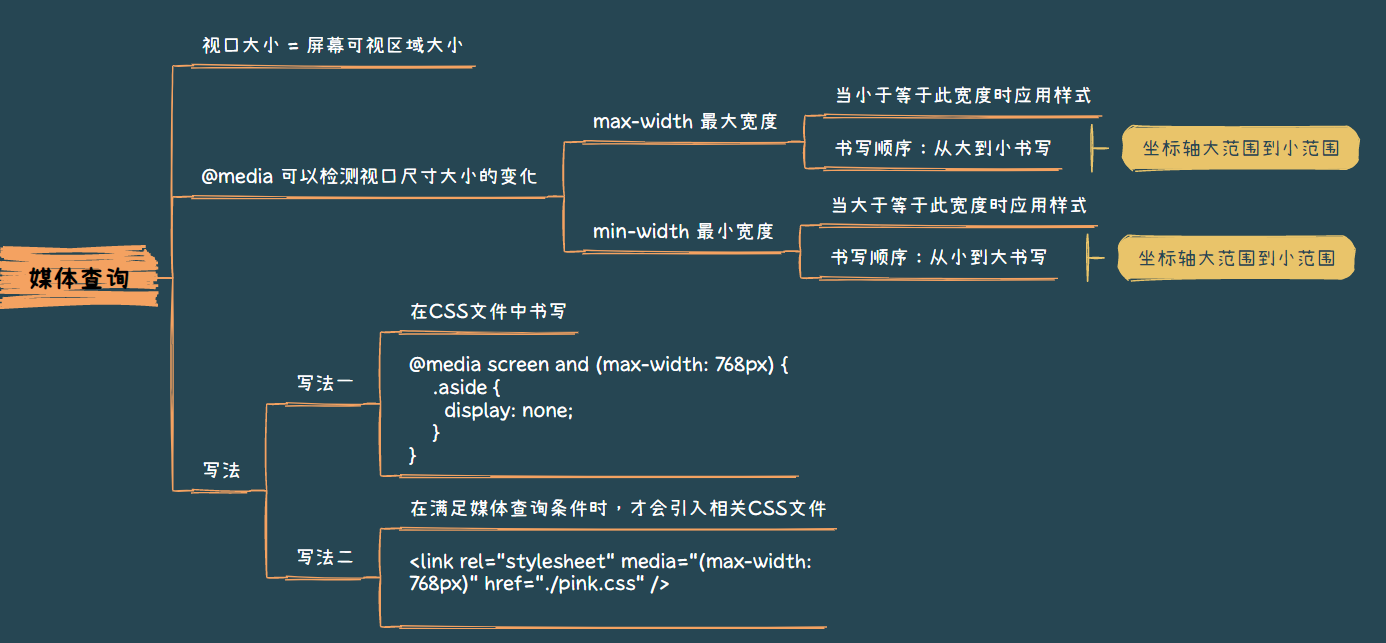 媒体查询
视口大小 = 屏幕可视区域大小
@media 可以检测视口尺寸大小的变化
max-width 最大宽度
当小于等于此宽度时应用样式
书写顺序：从大到小书写
坐标轴大范围到小范围
min-width 最小宽度
当大于等于此宽度时应用样式
书写顺序：从小到大书写
坐标轴大范围到小范围
写法
写法一
在CSS文件中书写
@media screen and (max-width: 768px) {
.aside {
display: none;
}
}
写法二
在满足媒体查询条件时，才会引入相关CSS文件
<link rel="stylesheet" media="(max-width:
768px)" href="./pink.css" />